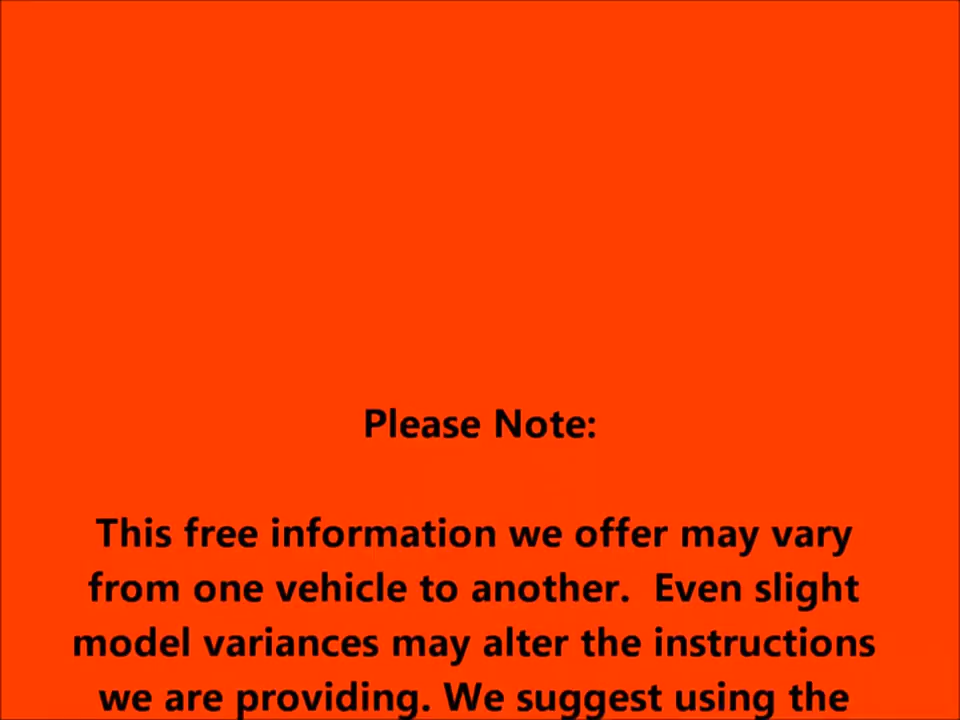 Please Note:
This free information we offer may vary
from one vehicle to another.  Even slight
model variances may alter the instructions
we are providing. We suggest using the